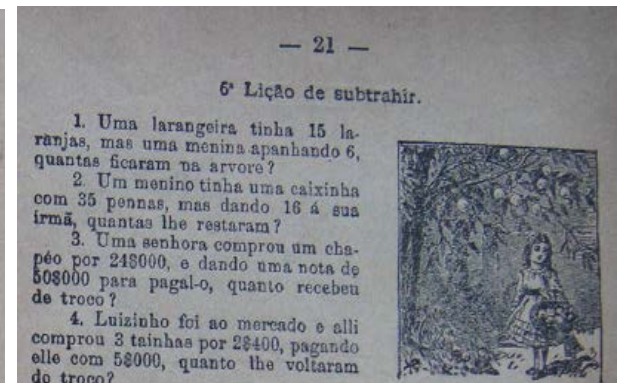 — 21 —
6ª Lição de subtrahir.
1. Uma larangeira tinha 15 la-
ranjas, mas uma menina apanhando 6,
quantas ficaram na arvore?
2. Um menino tinha uma caixinha
com 35 pennas, mas dando 16 á sua
irmã, quantas lhe restaram?
3. Uma senhora comprou um cha-
péo por 24$000, e dando uma nota de
50$000 para pagal-o, quanto recebeu
de troco?
4. Luizinho foi ao mercado e alli
comprou 3 tainhas por 2$400, pagando
elle com 5$000, quanto lhe voltaram
de troco?